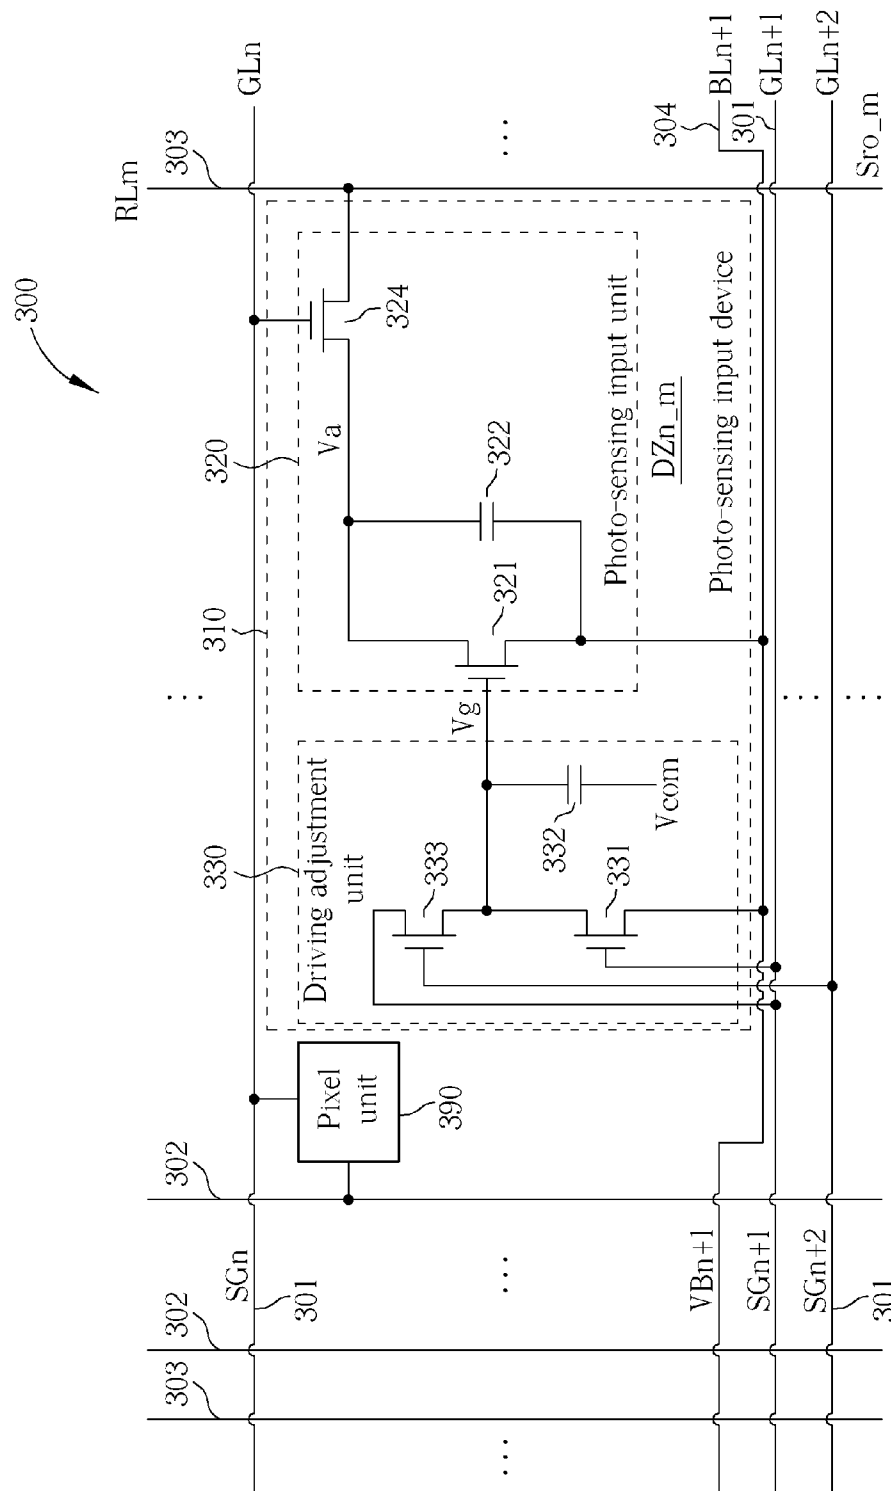 300
RLm
303
GLn
310
320
Va
324
322
321
Photo-sensing input unit
DZn_m
Photo-sensing input device
330
Driving adjustment
unit
333
Vg
332
Vcom
331
Pixel
unit
390
302
SGn
301
302
303
VBn+1
SGn+1
SGn+2
301
304
BLn+1
301
GLn+1
GLn+2
Sro_m
...
...
...
...
...
...